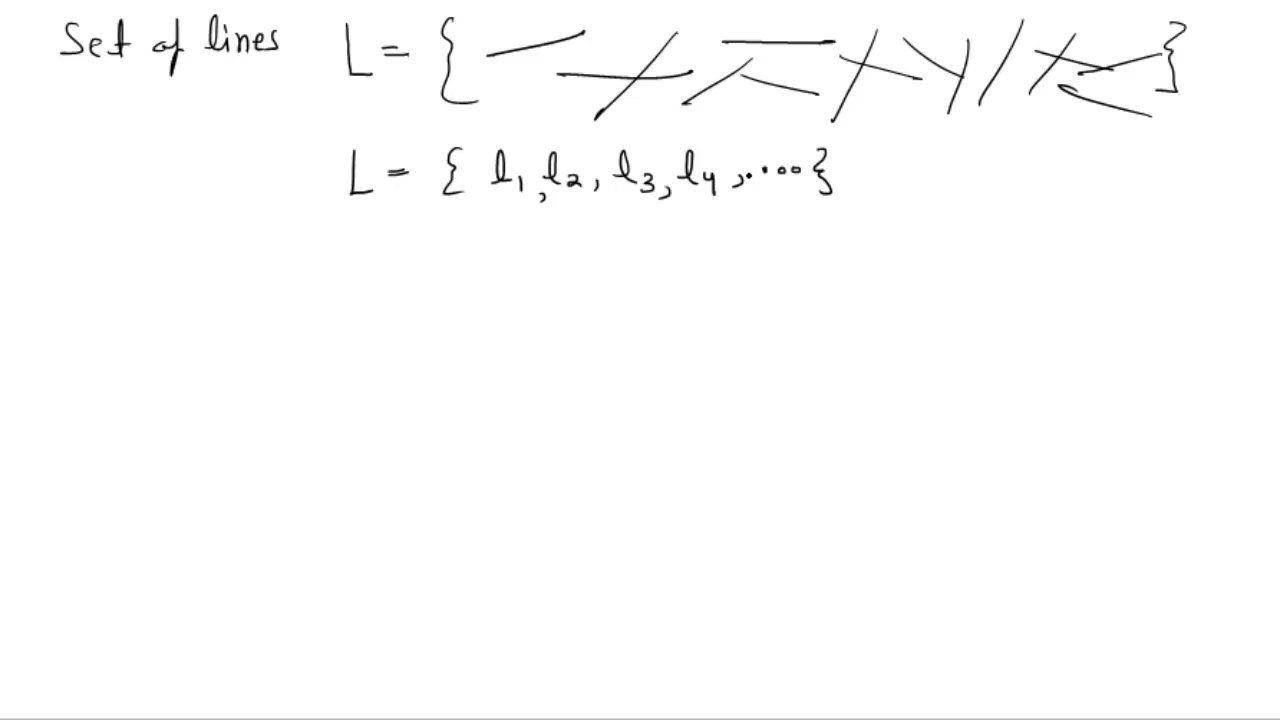 Set of lines L = { }
L = { l1, l2, l3, l4, ..... }